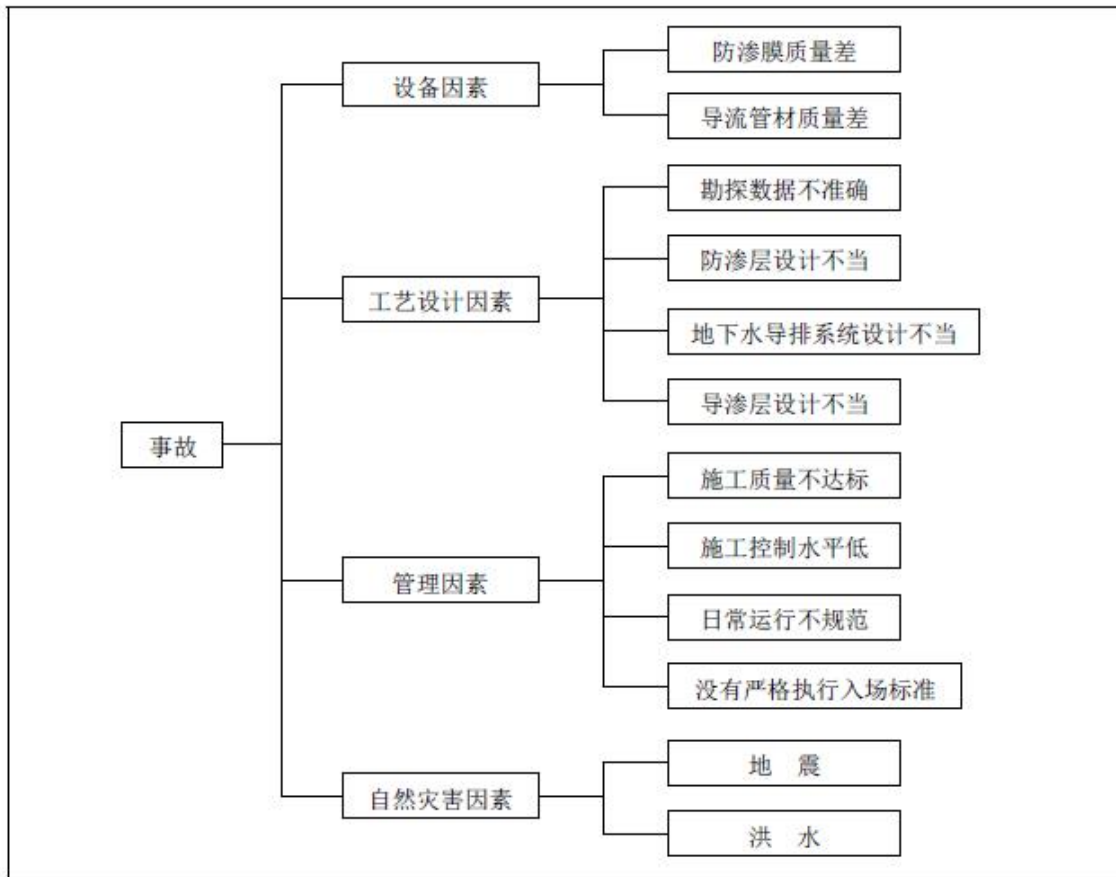 防渗膜质量差
设备因素
导流管材质量差
勘探数据不准确
防渗层设计不当
工艺设计因素
地下水导排系统设计不当
导渗层设计不当
事故
施工质量不达标
施工控制水平低
管理因素
日常运行不规范
没有严格执行入场标准
地 震
自然灾害因素
洪 水